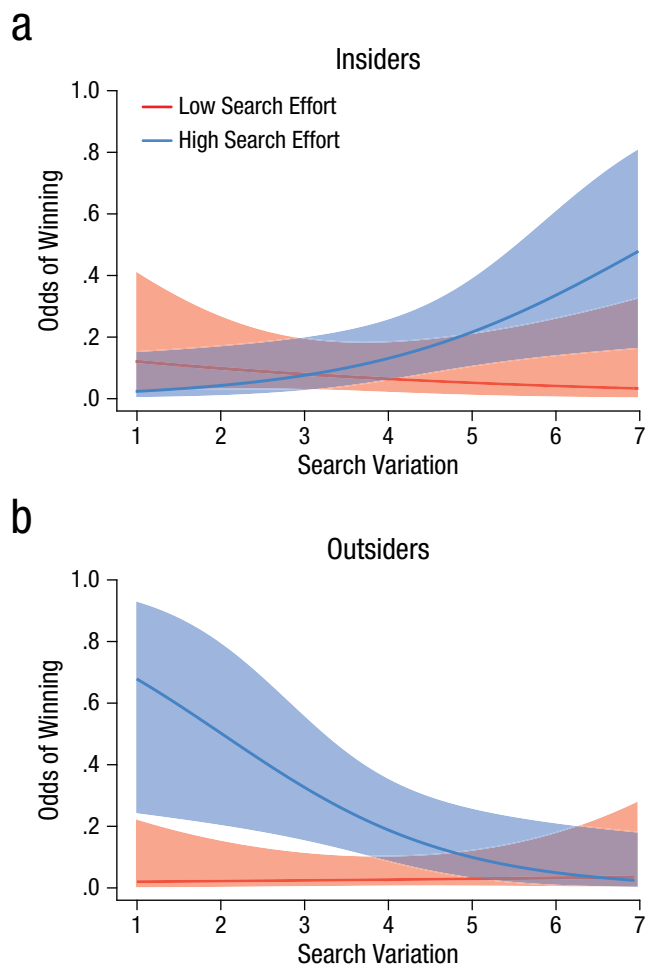 a
Insiders
1.0
.8
.6
.4
.2
.0
Odds of Winning
Low Search Effort
High Search Effort
1 2 3 4 5 6 7
Search Variation
b
Outsiders
1.0
.8
.6
.4
.2
.0
Odds of Winning
1 2 3 4 5 6 7
Search Variation